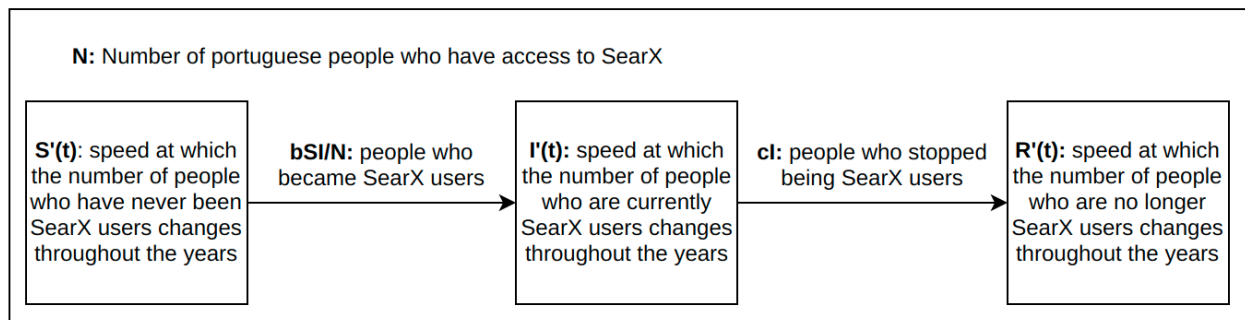 N: Number of portuguese people who have access to SearX
S'(t): speed at which
the number of people
who have never been
SearX users changes
throughout the years
bSI/N: people who
became SearX users
I'(t): speed at which
the number of people
who are currently
SearX users changes
throughout the years
cI: people who stopped
being SearX users
R'(t): speed at which
the number of people
who are no longer
SearX users changes
throughout the years